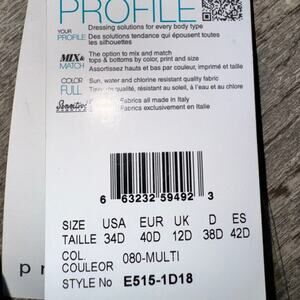 PROFILE
Dressing solutions for every body type
YOUR PROFILE
Des solutions tendance qui épousent toutes
les silhouettes
MIX& MATCH
The option to mix and match
tops & bottoms by color, print and size
Assortissez hauts et bas par couleur, imprimé et taille
COLOR FULL
Sun, water and chlorine resistant quality fabric
résistant au soleil, à l'eau et au chlore
Fabrics all made in Italy
exclusivement en Italie
6 63232 59492 3
SIZE USA EUR UK D ES
TAILLE 34D 40D 12D 38D 42D
COL.
COULEUR 080-MULTI
STYLE No E515-1D18